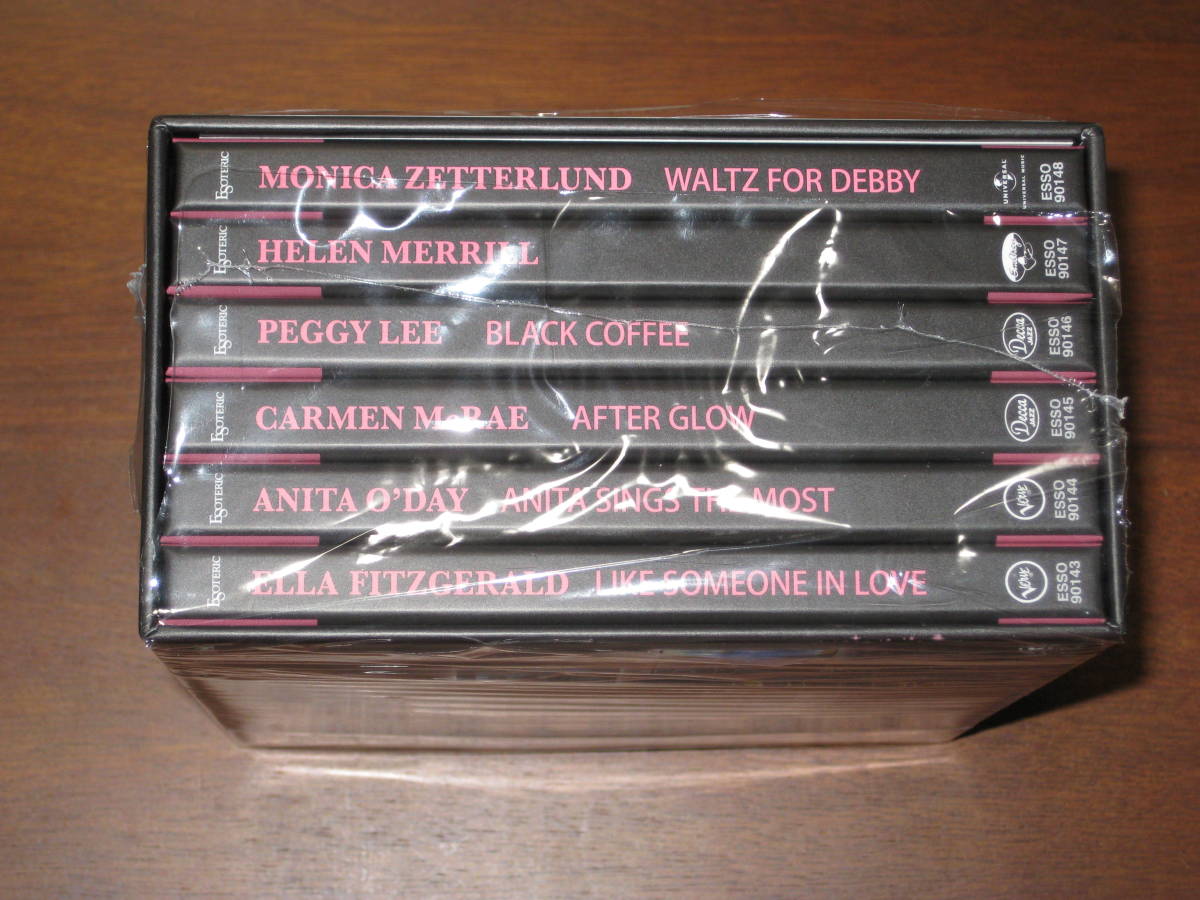 ESOTERIC MONICA ZETTERLUND WALTZ FOR DEBBY UNIVERSAL UNIVERSAL MUSIC ESSO 90148
ESOTERIC HELEN MERRILL EmArcy ESSO 90147
ESOTERIC PEGGY LEE BLACK COFFEE Decca JAZZ ESSO 90146
ESOTERIC CARMEN McRAE AFTER GLOW Decca JAZZ ESSO 90145
ESOTERIC ANITA O'DAY ANITA SINGS THE MOST Verve ESSO 90144
ESOTERIC ELLA FITZGERALD LIKE SOMEONE IN LOVE Verve ESSO 90143